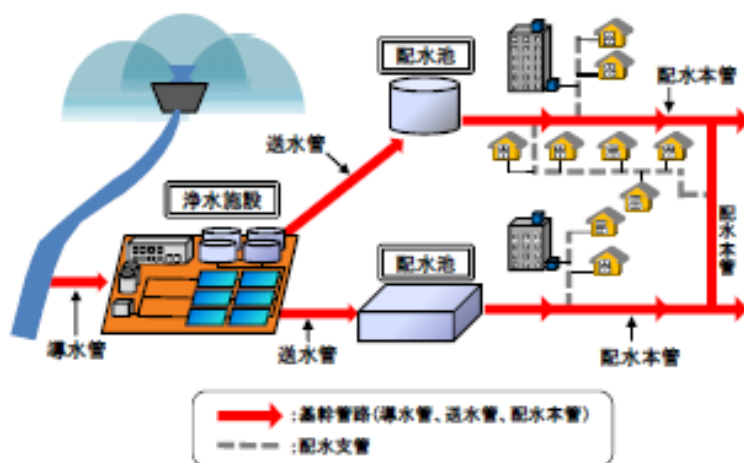 配水池
配水本管
送水管
浄水施設
配水池
配水本管
導水管
送水管
配水本管
:基幹管路(導水管、送水管、配水本管)
:配水支管